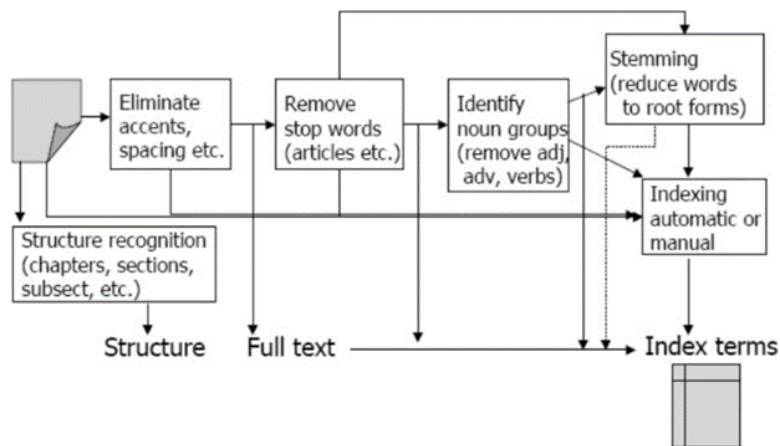 Eliminate
accents,
spacing etc.
Remove
stop words
(articles etc.)
Identify
noun groups
(remove adj,
adv, verbs)
Stemming
(reduce words
to root forms)
Indexing
automatic or
manual
Structure recognition
(chapters, sections,
subsect, etc.)
Structure
Full text
Index terms